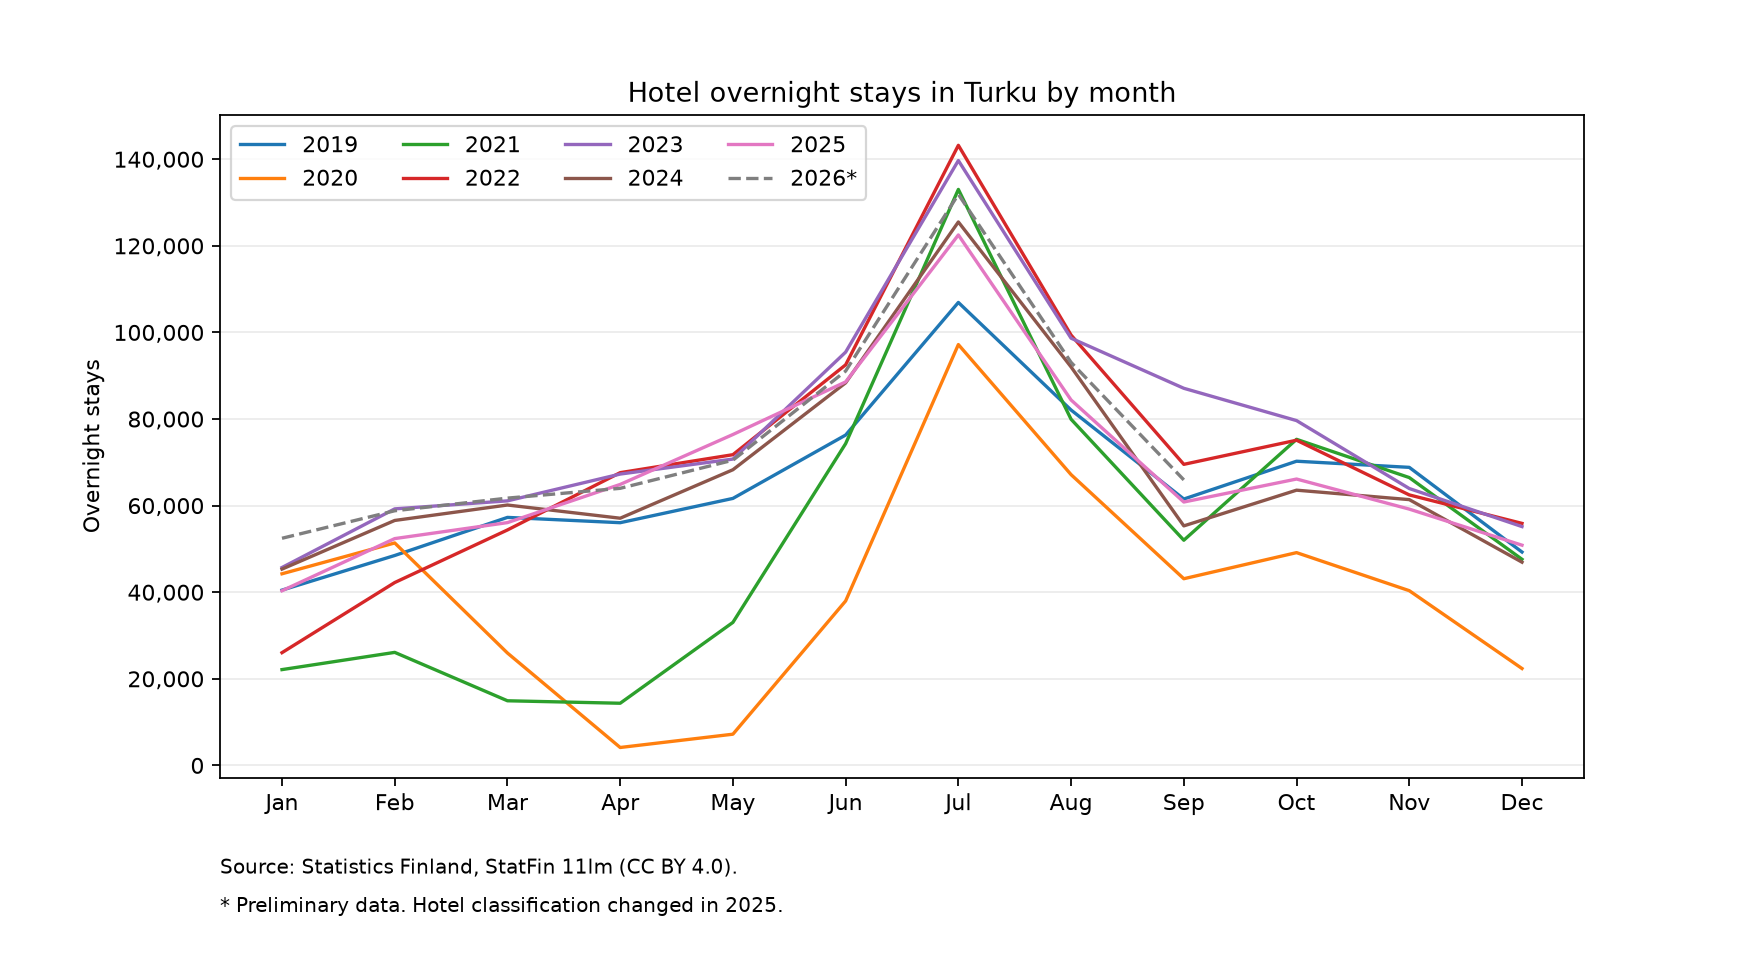 Hotel overnight stays in Turku by month
2019 2021 2023 2025
2020 2022 2024 2026*
140,000
120,000
100,000
80,000
60,000
40,000
20,000
0
Overnight stays
Jan Feb Mar Apr May Jun Jul Aug Sep Oct Nov Dec
Source: Statistics Finland, StatFin 11lm (CC BY 4.0).
* Preliminary data. Hotel classification changed in 2025.